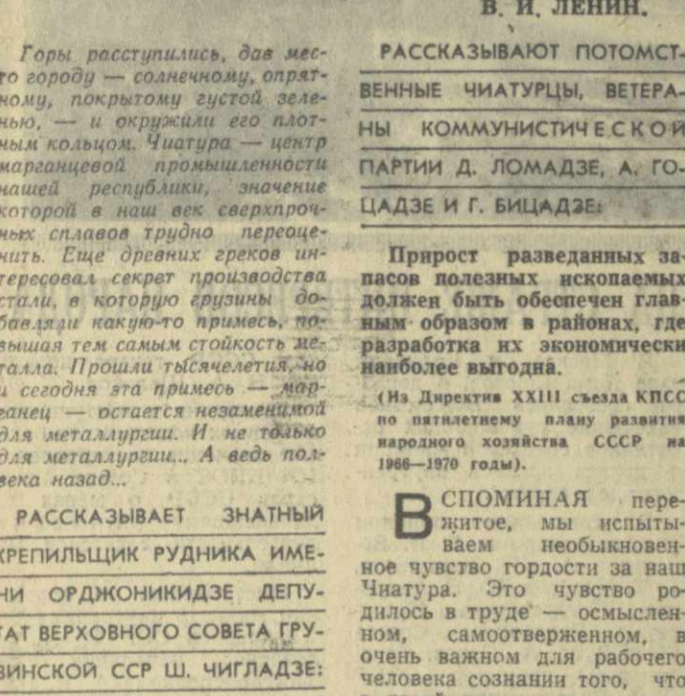 Горы расступились, дав мес-
то городу — солнечному, опрят-
ному, покрытому густой зеле-
нью, — и окружили его плот-
ным кольцом. Чиатура — центр
марганцевой промышленности
нашей республики, значение
которой в наш век сверхпроч-
ных сплавов трудно переоце-
нить. Еще древних греков ин-
тересовал секрет производства
стали, в которую грузины до-
бавляли какую-то примесь, по-
вышая тем самым стойкость ме-
талла. Прошли тысячелетия, но
и сегодня эта примесь — мар-
ганец — остается незаменимой
для металлургии. И не только
для металлургии... А ведь пол-
века назад...
РАССКАЗЫВАЕТ ЗНАТНЫЙ
КРЕПИЛЬЩИК РУДНИКА ИМЕ-
НИ ОРДЖОНИКИДЗЕ ДЕПУ-
ТАТ ВЕРХОВНОГО СОВЕТА ГРУ-
ЗИНСКОЙ ССР Ш. ЧИГЛАДЗЕ:
В. И. ЛЕНИН.
РАССКАЗЫВАЮТ ПОТОМСТ-
ВЕННЫЕ ЧИАТУРЦЫ, ВЕТЕРА-
НЫ КОММУНИСТИЧЕСКОЙ
ПАРТИИ Д. ЛОМАДЗЕ, А. ГО-
ЦАДЗЕ И Г. БИЦАДЗЕ:
Прирост разведанных за-
пасов полезных ископаемых
должен быть обеспечен глав-
ным образом в районах, где
разработка их экономически
наиболее выгодна.
(Из Директив XXIII съезда КПСС
по пятилетнему плану развития
народного хозяйства СССР на
1966—1970 годы).
ВСПОМИНАЯ пере-
житое, мы испыты-
ваем необыкновен-
ное чувство гордости за наш
Чиатура. Это чувство ро-
дилось в труде — осмыслен-
ном, самоотверженном, в
очень важном для рабочего
человека сознании того, что